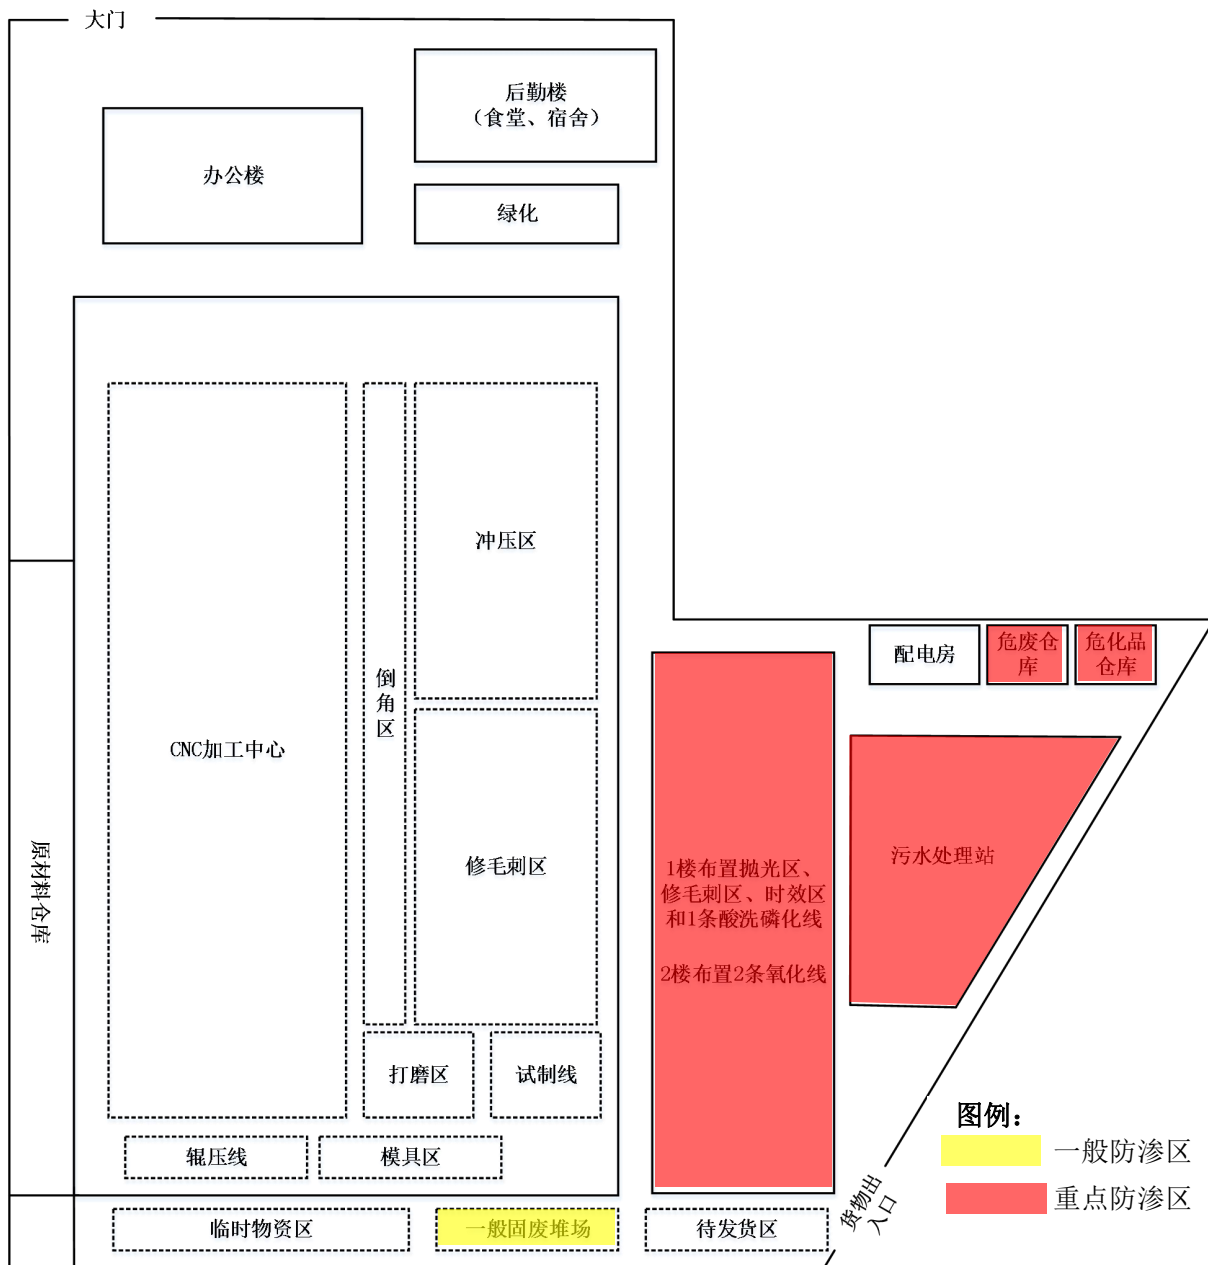 大门
后勤楼
（食堂、宿舍）
办公楼
绿化
冲压区
配电房
危废仓
库
危化品
仓库
倒
角
区
CNC加工中心
原材料仓库
修毛刺区
1楼布置抛光区、
修毛刺区、时效区
和1条酸洗磷化线
2楼布置2条氧化线
污水处理站
打磨区
试制线
辊压线
模具区
图例：
一般防渗区
重点防渗区
货物出
入口
临时物资区
一般固废堆场
待发货区